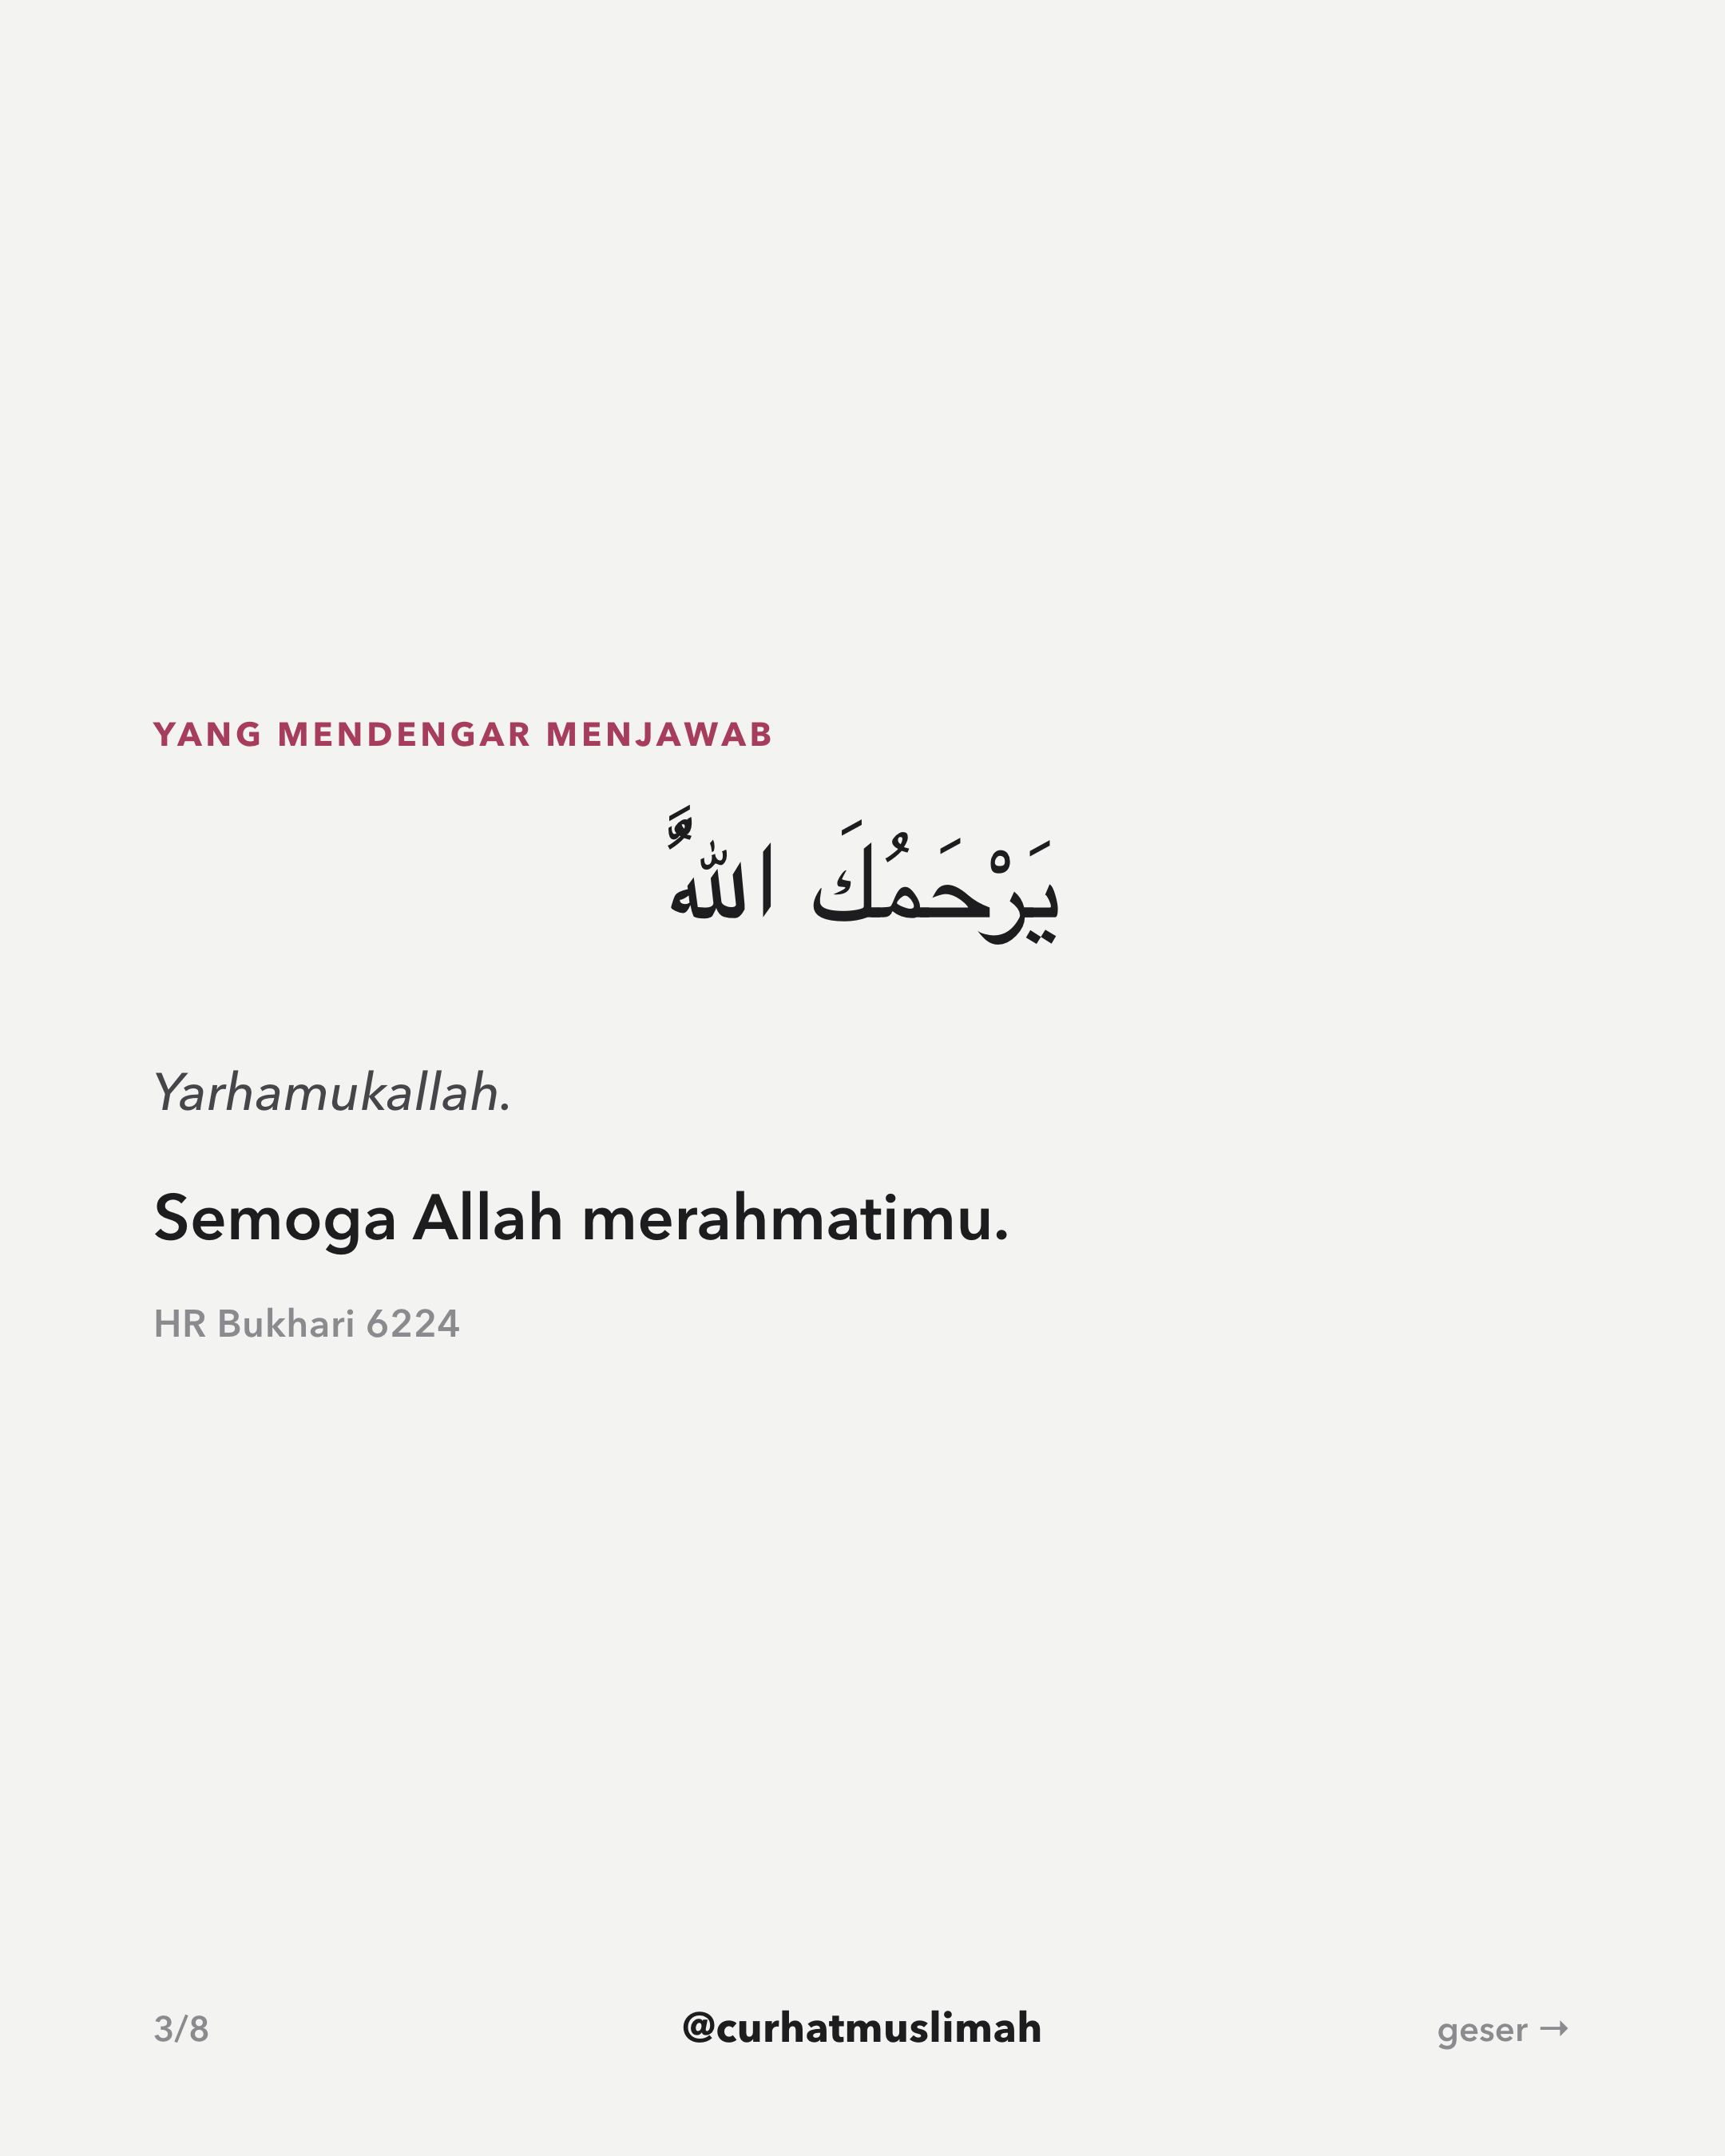 YANG MENDENGAR MENJAWAB
يَرْحَمُكَ اللهَُّ
Yarhamukallah.
Semoga Allah merahmatimu.
HR Bukhari 6224
3/8
@curhatmuslimah
geser →